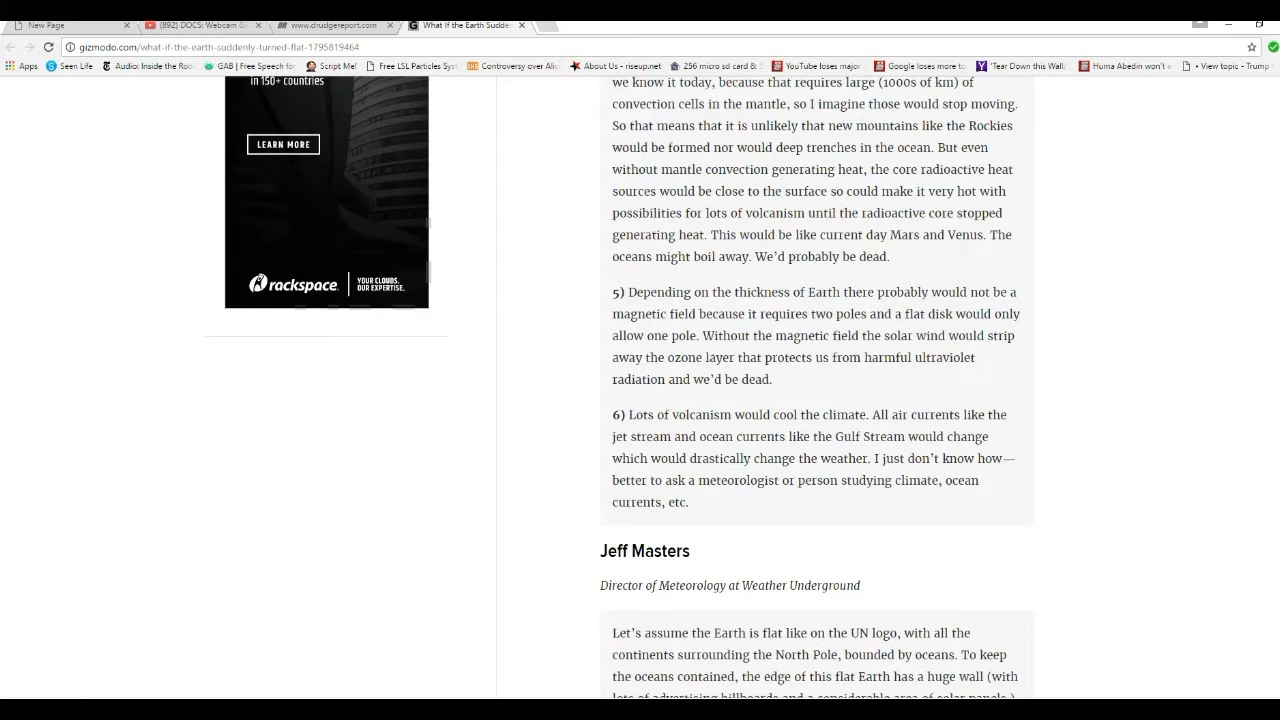 New Page
(892) DOCS: Webcam G
www.drudgereport.com
What If the Earth Sudde
gizmodo.com/what-if-the-earth-suddenly-turned-flat-1795819464
Apps
Seen Life
Audio: Inside the Roo
GAB | Free Speech fo
Script Me!
Free LSL Particles Sys
Controversy over Alic
About Us - riseup.net
256 micro sd card &
YouTube loses major
Google loses more to
'Tear Down this Wall:
Huma Abedin won't e
• View topic - Trump
in 150+ countries
LEARN MORE
rackspace.
YOUR CLOUDS.
OUR EXPERTISE.
we know it today, because that requires large (1000s of km) of
convection cells in the mantle, so I imagine those would stop moving.
So that means that it is unlikely that new mountains like the Rockies
would be formed nor would deep trenches in the ocean. But even
without mantle convection generating heat, the core radioactive heat
sources would be close to the surface so could make it very hot with
possibilities for lots of volcanism until the radioactive core stopped
generating heat. This would be like current day Mars and Venus. The
oceans might boil away. We'd probably be dead.
5) Depending on the thickness of Earth there probably would not be a
magnetic field because it requires two poles and a flat disk would only
allow one pole. Without the magnetic field the solar wind would strip
away the ozone layer that protects us from harmful ultraviolet
radiation and we'd be dead.
6) Lots of volcanism would cool the climate. All air currents like the
jet stream and ocean currents like the Gulf Stream would change
which would drastically change the weather. I just don't know how—
better to ask a meteorologist or person studying climate, ocean
currents, etc.
Jeff Masters
Director of Meteorology at Weather Underground
Let's assume the Earth is flat like on the UN logo, with all the
continents surrounding the North Pole, bounded by oceans. To keep
the oceans contained, the edge of this flat Earth has a huge wall (with
lots of advertising billboards and a considerable area of solar panels.)